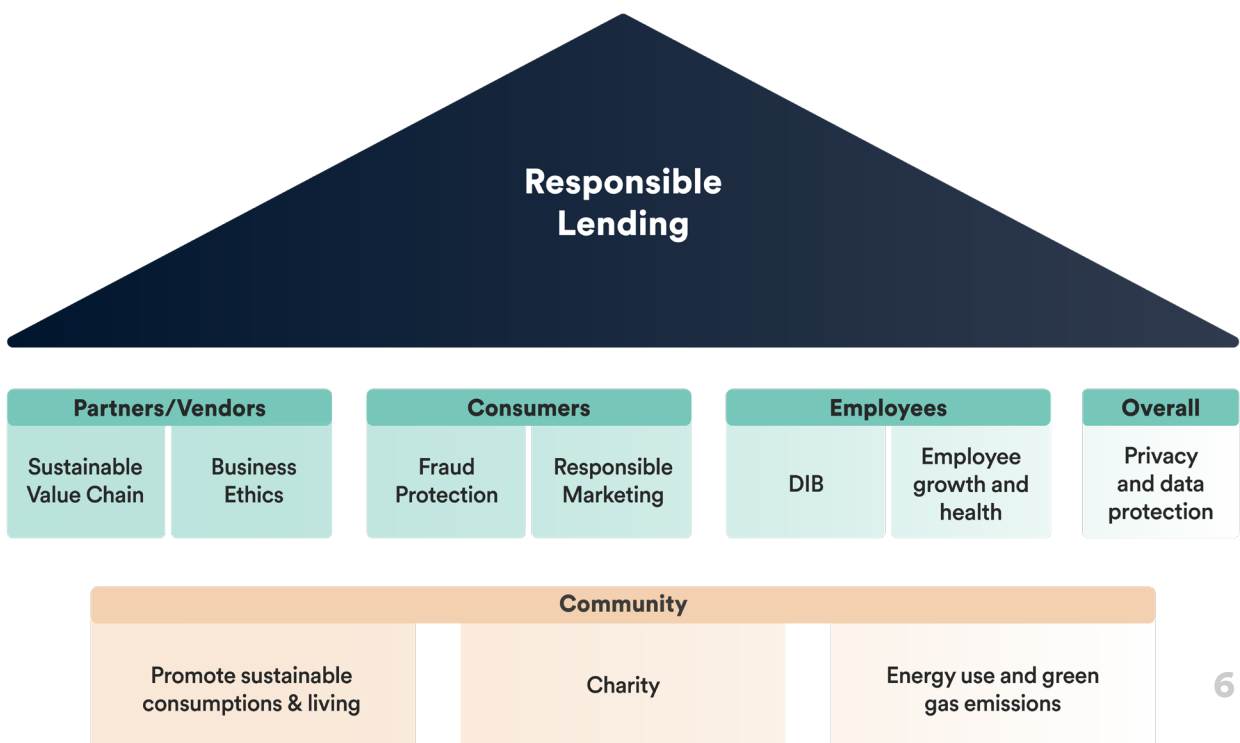 Responsible
Lending
Partners/Vendors
Sustainable
Value Chain
Business
Ethics
Consumers
Fraud
Protection
Responsible
Marketing
Employees
DIB
Employee
growth and
health
Overall
Privacy
and data
protection
Community
Promote sustainable
consumptions & living
Charity
Energy use and green
gas emissions
6